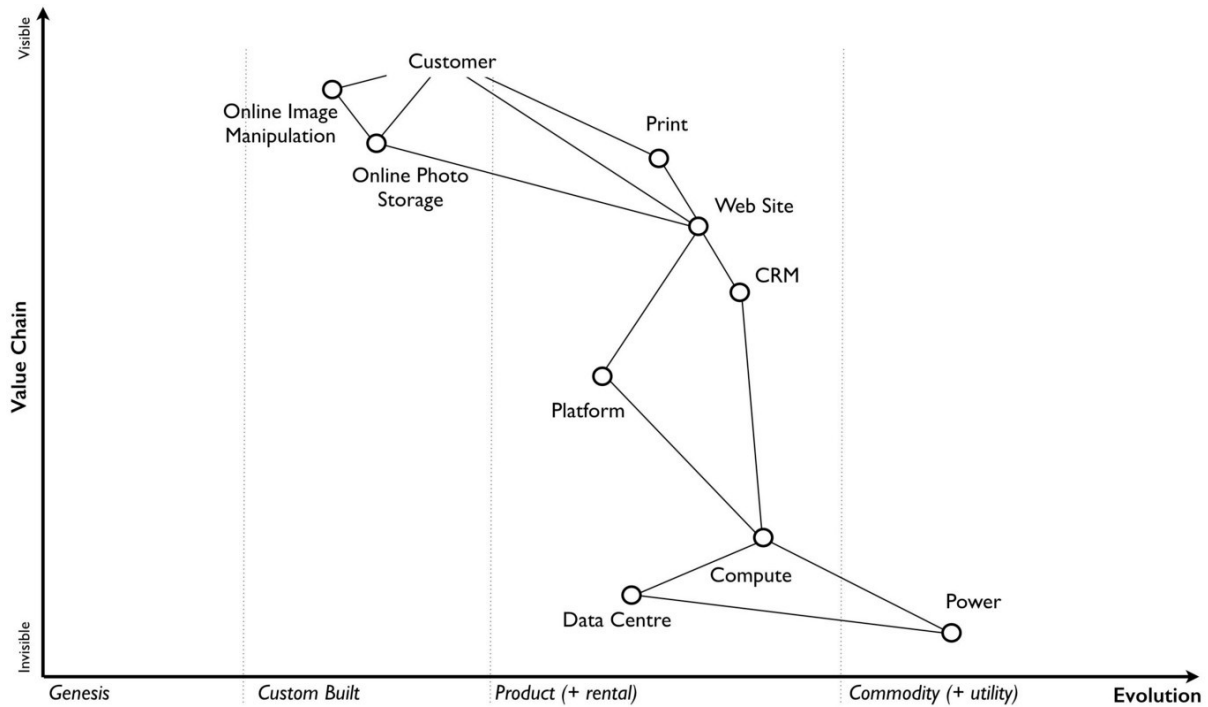 Visible
Customer
Online Image
Manipulation
Print
Online Photo
Storage
Web Site
CRM
Value Chain
Platform
Compute
Data Centre
Power
Invisible
Genesis
Custom Built
Product (+ rental)
Commodity (+ utility)
Evolution